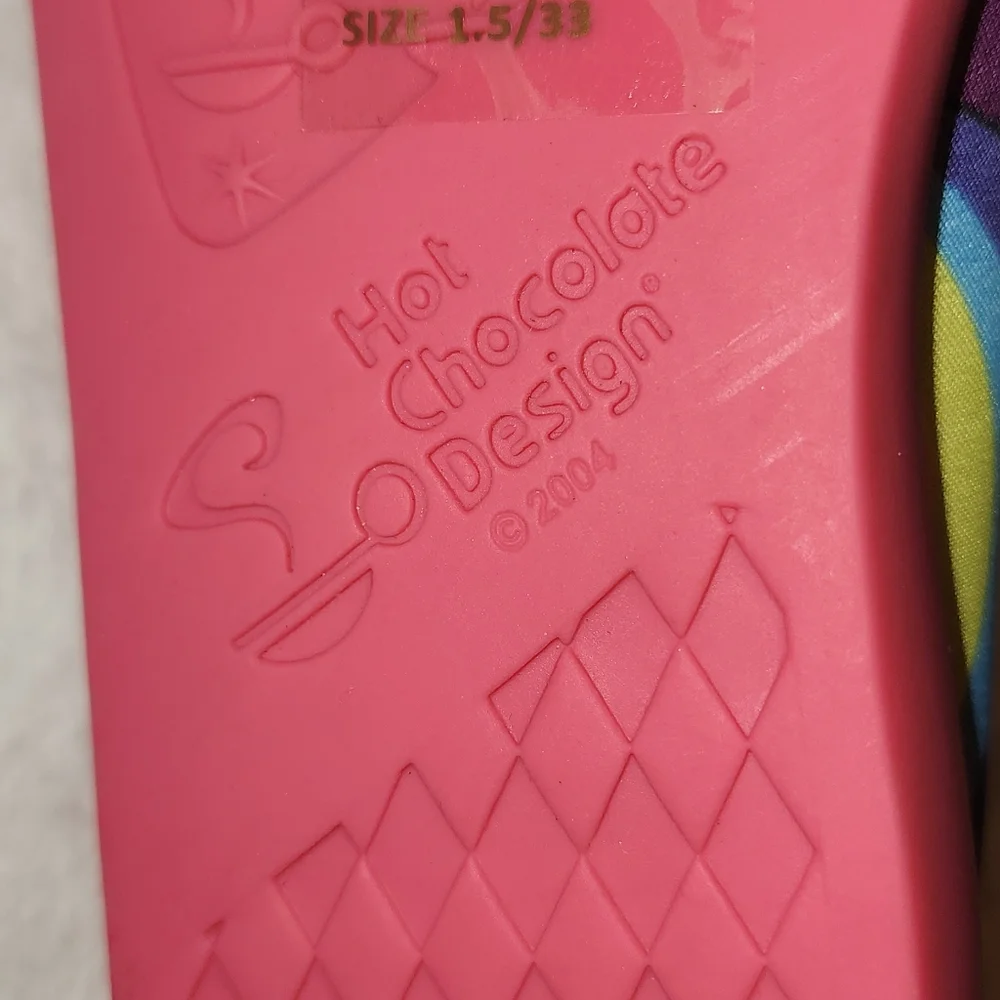 SIZE 1.5/33
Hot
Chocolate
Design®
© 2004